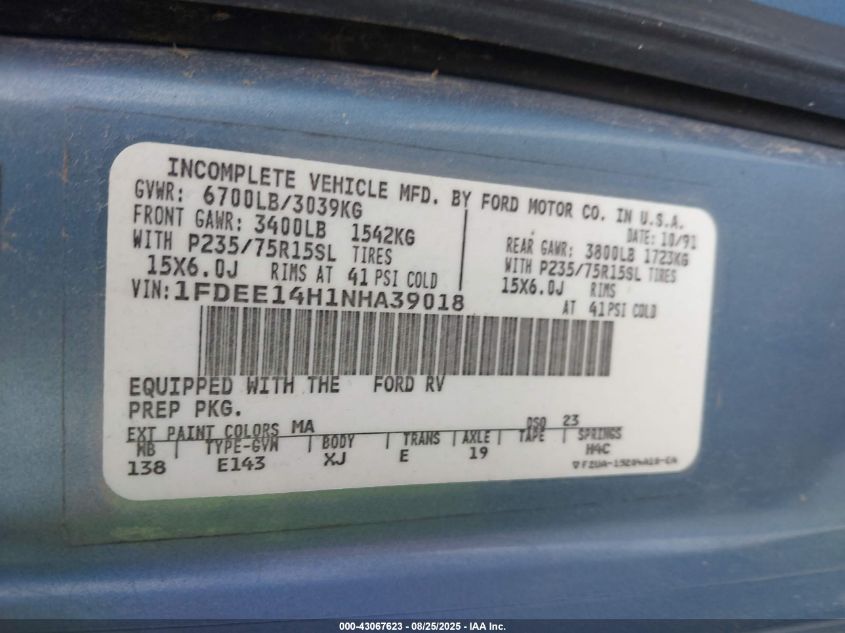 INCOMPLETE VEHICLE MFD. BY FORD MOTOR CO. IN U.S.A.
GVWR: 6700LB/3039KG
DATE: 10/91
FRONT GAWR: 3400LB 1542KG
WITH P235/75R15SL TIRES
15X6.0J RIMS AT 41 PSI COLD
REAR GAWR: 3800LB 1723KG
WITH P235/75R15SL TIRES
15X6.0J RIMS
AT 41 PSI COLD
VIN: 1FDEE14H1NHA39018
EQUIPPED WITH THE FORD RV
PREP PKG.
EXT PAINT COLORS MA DSO 23
WB | TYPE-GVW | BODY | TRANS | AXLE | TAPE | SPRINGS
138 E143 XJ E 19 H4C
000-43067623 - 08/25/2025 - IAA Inc.